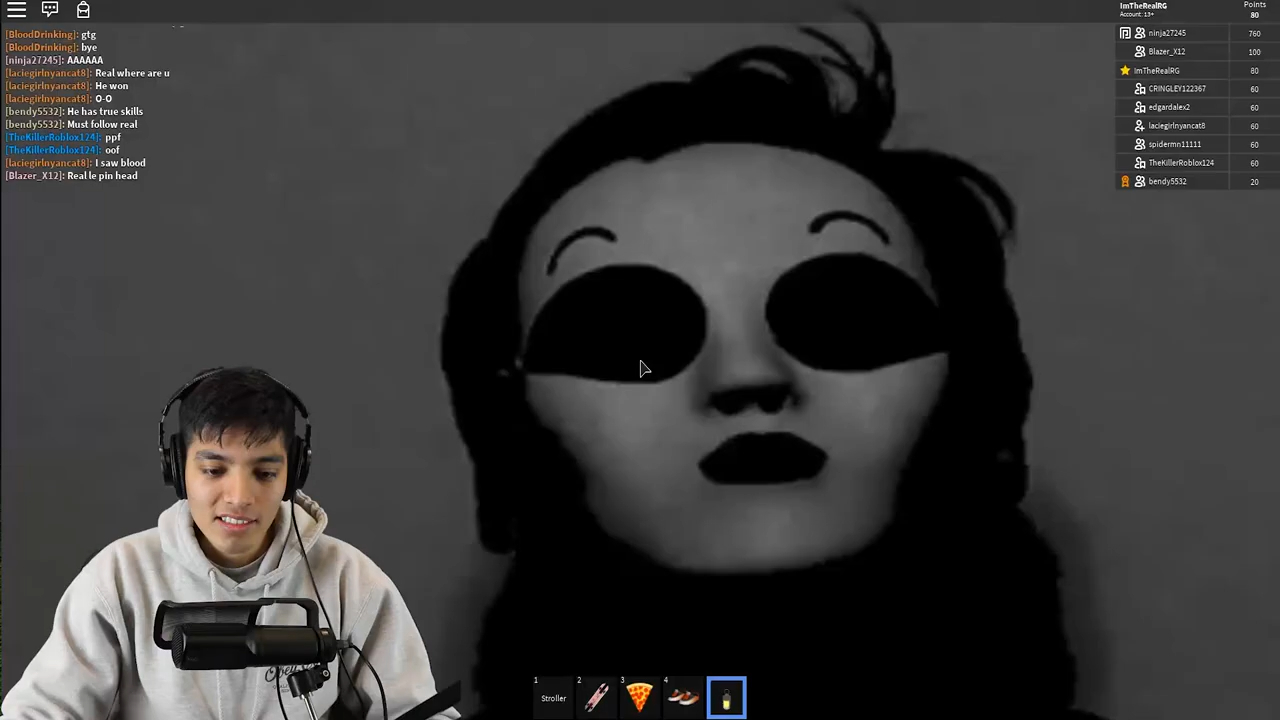 [BloodDrinking]: gtg
[BloodDrinking]: bye
[ninja27245]: AAAAAA
[laciegirlnyancat8]: Real where are u
[laciegirlnyancat8]: He won
[laciegirlnyancat8]: O-O
[bendy5532]: He has true skills
[bendy5532]: Must follow real
[TheKillerRoblox124]: ppf
[TheKillerRoblox124]: oof
[laciegirlnyancat8]: I saw blood
[Blazer_X12]: Real le pin head
ImTheRealRG Points
Account: 13+ 80
ninja27245 760
Blazer_X12 100
ImTheRealRG 80
CRINGLEY122367 60
edgardalex2 60
laciegirlnyancat8 60
spidermn11111 60
TheKillerRoblox124 60
bendy5532 20
1 2 3 4
Stroller